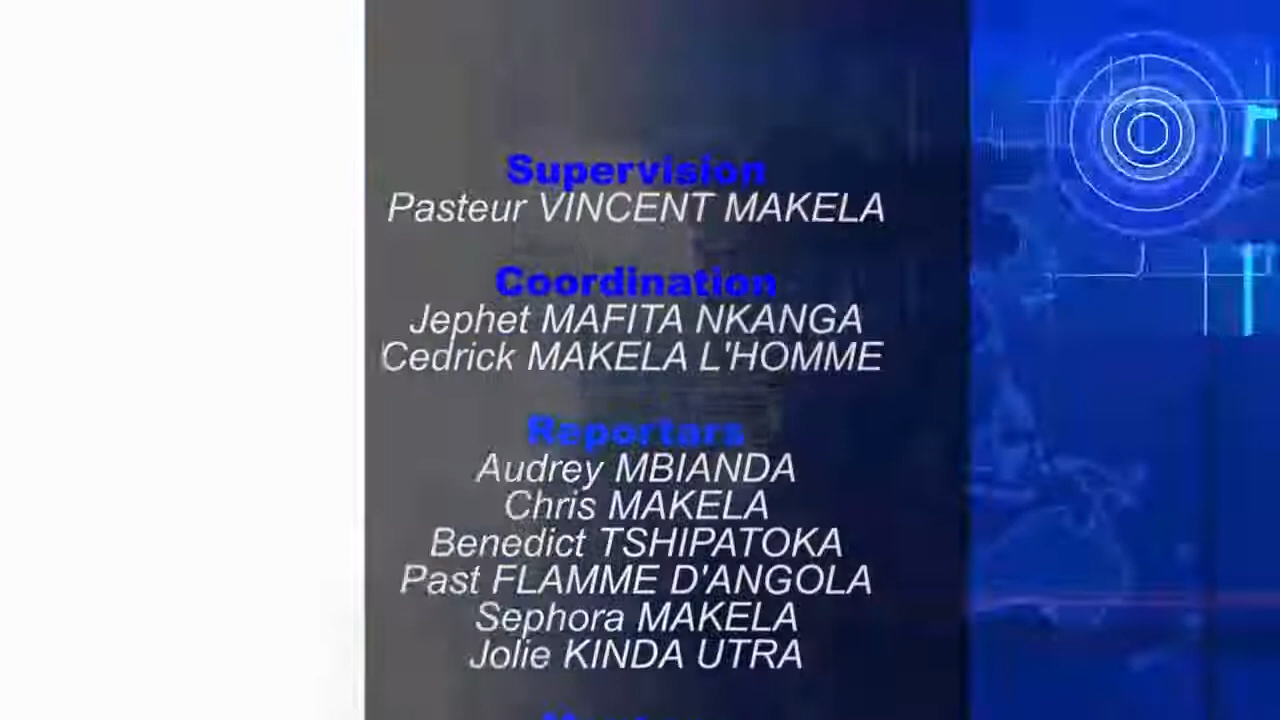 Supervision
Pasteur VINCENT MAKELA
Coordination
Jephet MAFITA NKANGA
Cedrick MAKELA L'HOMME
Reportars
Audrey MBIANDA
Chris MAKELA
Benedict TSHIPATOKA
Past FLAMME D'ANGOLA
Sephora MAKELA
Jolie KINDA UTRA